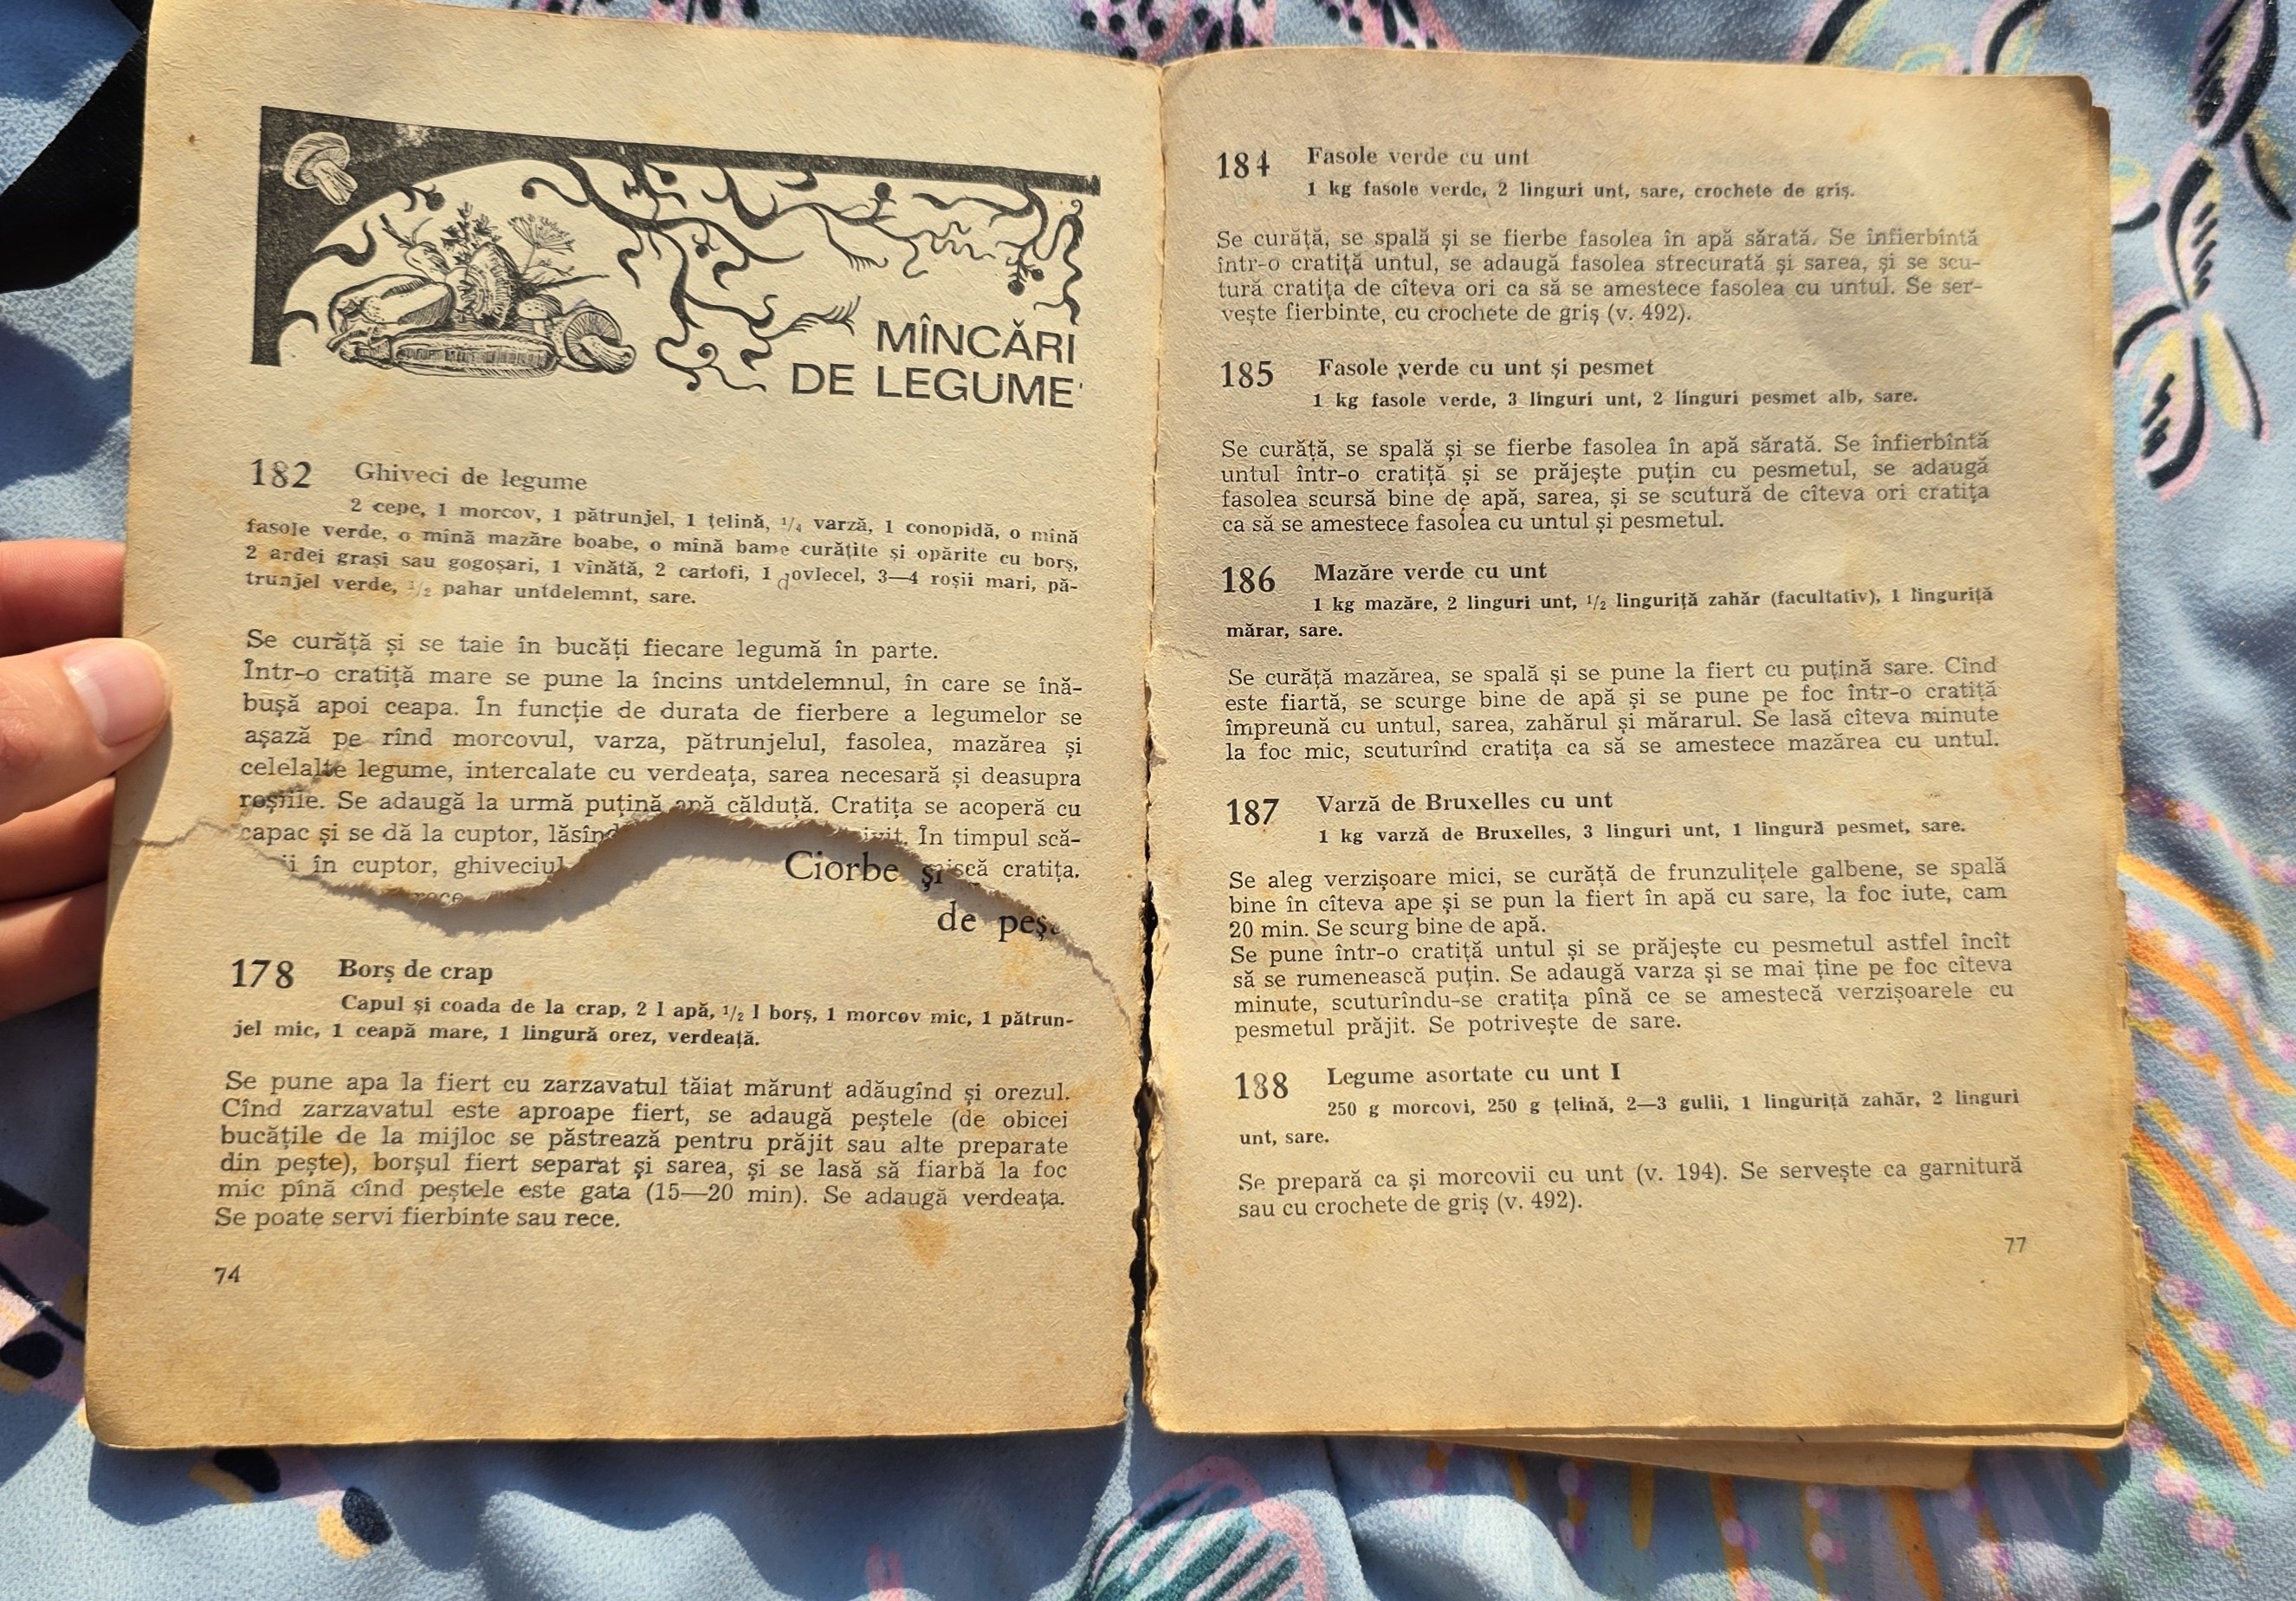 MÎNCĂRI
DE LEGUME
182 Ghiveci de legume
2 cepe, 1 morcov, 1 pătrunjel, 1 țelină, 1/4 varză, 1 conopidă, o mînă
fasole verde, o mînă mazăre boabe, o mînă bame curățite și opărite cu borș,
2 ardei grași sau gogoșari, 1 vînătă, 2 cartofi, 1 dovlecel, 3—4 roșii mari, pă-
trunjel verde, 1/2 pahar untdelemnt, sare.
Se curăță și se taie în bucăți fiecare legumă în parte.
Într-o cratiță mare se pune la încins untdelemnul, în care se înă-
bușă apoi ceapa. În funcție de durata de fierbere a legumelor se
așază pe rînd morcovul, varza, pătrunjelul, fasolea, mazărea și
celelalte legume, intercalate cu verdeața, sarea necesară și deasupra
roșiile. Se adaugă la urmă puțină apă călduță. Cratița se acoperă cu
capac și se dă la cuptor, În timpul scă-
în cuptor, ghiveciul cratița.
Ciorbe și
de
178 Borș de crap
Capul și coada de la crap, 2 l apă, 1/2 l borș, 1 morcov mic, 1 pătrun-
jel mic, 1 ceapă mare, 1 lingură orez, verdeață.
Se pune apa la fiert cu zarzavatul tăiat mărunt adăugînd și orezul.
Cînd zarzavatul este aproape fiert, se adaugă peștele (de obicei
bucățile de la mijloc se păstrează pentru prăjit sau alte preparate
din pește), borșul fiert separat și sarea, și se lasă să fiarbă la foc
mic pînă cînd peștele este gata (15—20 min). Se adaugă verdeața.
Se poate servi fierbinte sau rece.
74
184 Fasole verde cu unt
1 kg fasole verde, 2 linguri unt, sare, crochete de griș.
Se curăță, se spală și se fierbe fasolea în apă sărată. Se înfierbîntă
într-o cratiță untul, se adaugă fasolea strecurată și sarea, și se scu-
tură cratița de cîteva ori ca să se amestece fasolea cu untul. Se ser-
vește fierbinte, cu crochete de griș (v. 492).
185 Fasole verde cu unt și pesmet
1 kg fasole verde, 3 linguri unt, 2 linguri pesmet alb, sare.
Se curăță, se spală și se fierbe fasolea în apă sărată. Se înfierbîntă
untul într-o cratiță și se prăjește puțin cu pesmetul, se adaugă
fasolea scursă bine de apă, sarea, și se scutură de cîteva ori cratița
ca să se amestece fasolea cu untul și pesmetul.
186 Mazăre verde cu unt
1 kg mazăre, 2 linguri unt, 1/2 linguriță zahăr (facultativ), 1 linguriță
mărar, sare.
Se curăță mazărea, se spală și se pune la fiert cu puțină sare. Cînd
este fiartă, se scurge bine de apă și se pune pe foc într-o cratiță
împreună cu untul, sarea, zahărul și mărarul. Se lasă cîteva minute
la foc mic, scuturînd cratița ca să se amestece mazărea cu untul.
187 Varză de Bruxelles cu unt
1 kg varză de Bruxelles, 3 linguri unt, 1 lingură pesmet, sare.
Se aleg verzișoare mici, se curăță de frunzulițele galbene, se spală
bine în cîteva ape și se pun la fiert în apă cu sare, la foc iute, cam
20 min. Se scurg bine de apă.
Se pune într-o cratiță untul și se prăjește cu pesmetul astfel încît
să se rumenească puțin. Se adaugă varza și se mai ține pe foc cîteva
minute, scuturîndu-se cratița pînă ce se amestecă verzișoarele cu
pesmetul prăjit. Se potrivește de sare.
188 Legume asortate cu unt I
250 g morcovi, 250 g țelină, 2—3 gulii, 1 linguriță zahăr, 2 linguri
unt, sare.
Se prepară ca și morcovii cu unt (v. 194). Se servește ca garnitură
sau cu crochete de griș (v. 492).
77